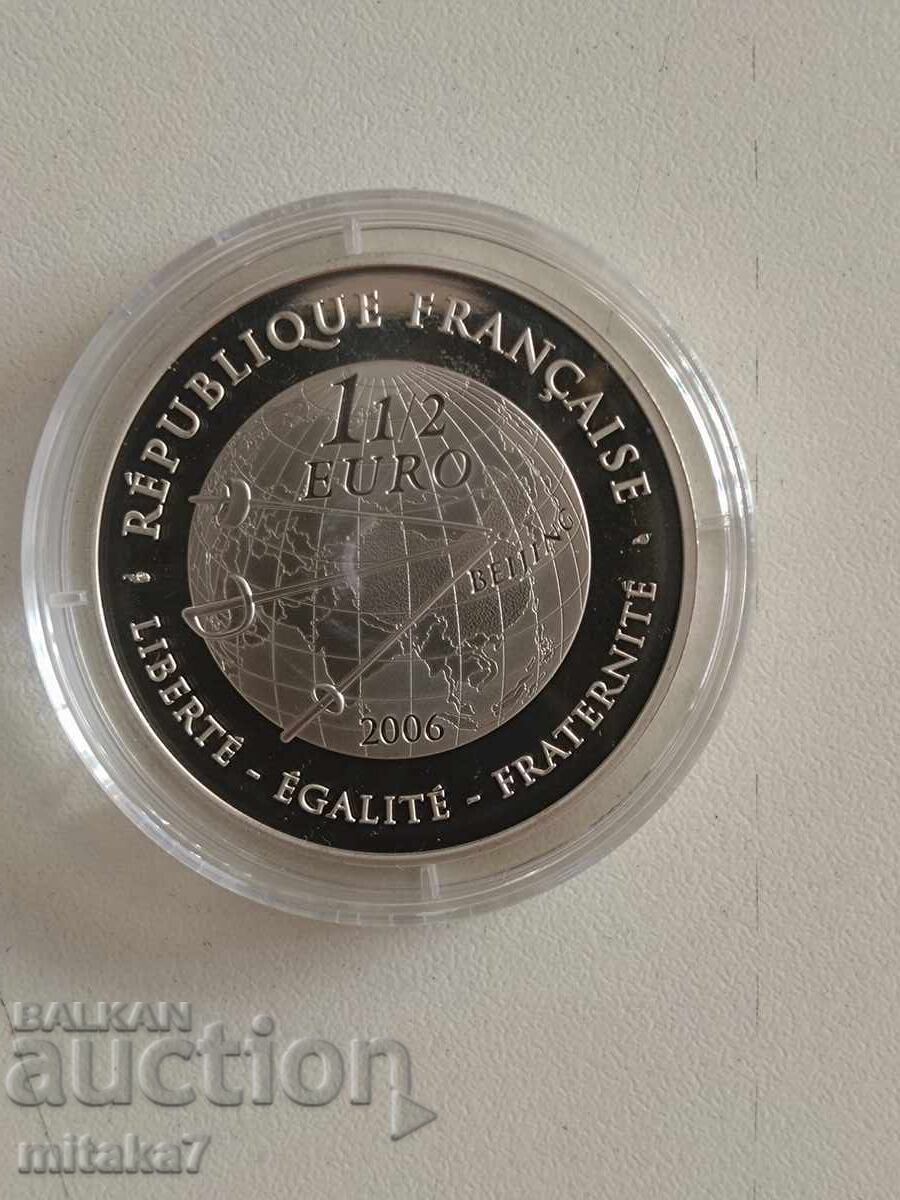 RÉPUBLIQUE FRANÇAISE
1 1/2
EURO
BEIJING
2006
LIBERTÉ - ÉGALITÉ - FRATERNITÉ
BALKAN
auction
mitaka7